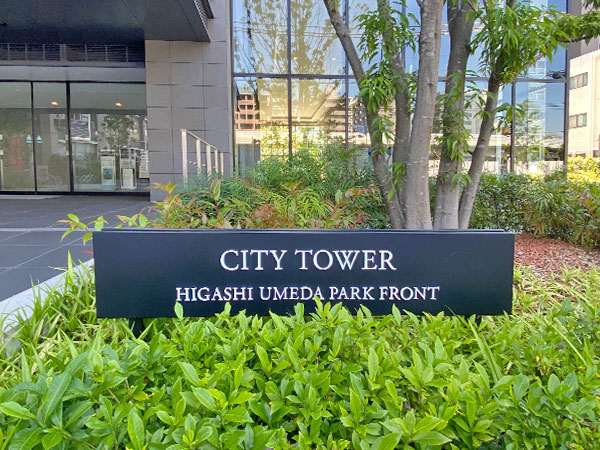 CITY TOWER
HIGASHI UMEDA PARK FRONT